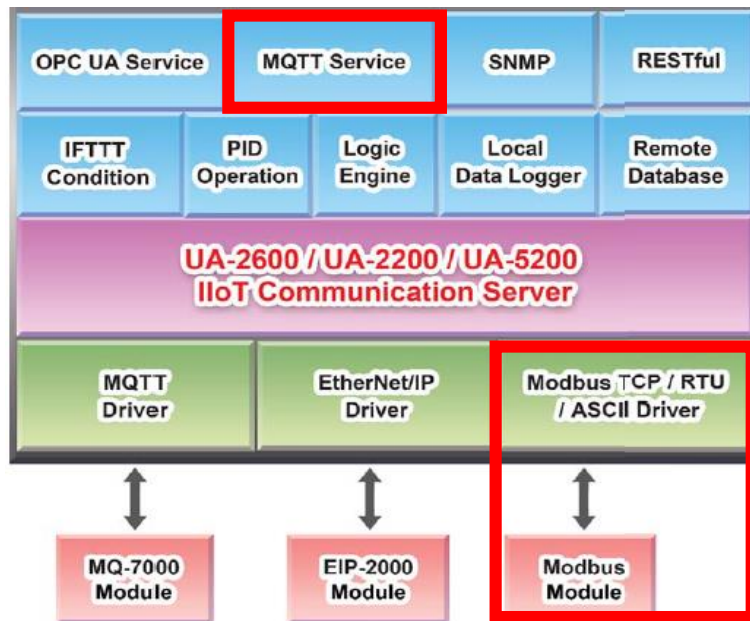 OPC UA Service
MQTT Service
SNMP
RESTful
IFTTT
Condition
PID
Operation
Logic
Engine
Local
Data Logger
Remote
Database
UA-2600 / UA-2200 / UA-5200
IIoT Communication Server
MQTT
Driver
EtherNet/IP
Driver
Modbus TCP / RTU
/ ASCII Driver
MQ-7000
Module
EIP-2000
Module
Modbus
Module